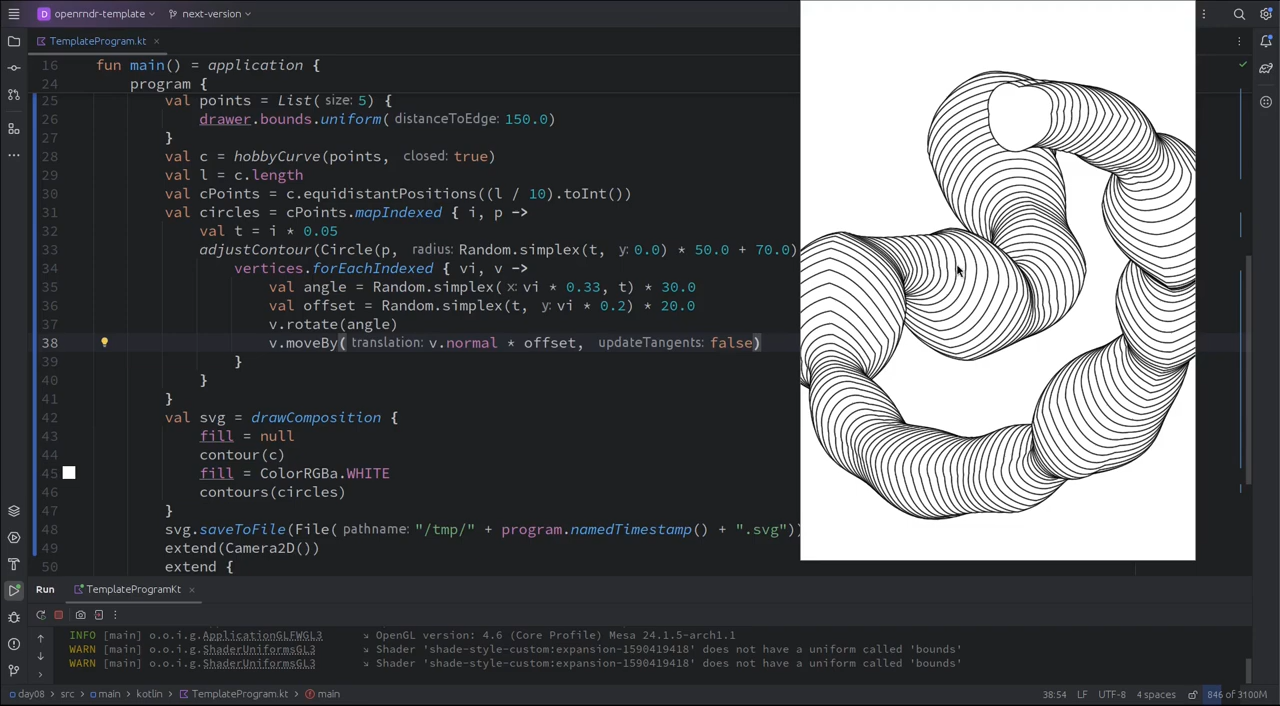 D openrndr-template next-version
TemplateProgram.kt
16 fun main() = application {
24 program {
25 val points = List( size: 5) {
26 drawer.bounds.uniform( distanceToEdge: 150.0)
27 }
28 val c = hobbyCurve(points, closed: true)
29 val l = c.length
30 val cPoints = c.equidistantPositions((l / 10).toInt())
31 val circles = cPoints.mapIndexed { i, p ->
32 val t = i * 0.05
33 adjustContour(Circle(p, radius: Random.simplex(t, y: 0.0) * 50.0 + 70.0)
34 vertices.forEachIndexed { vi, v ->
35 val angle = Random.simplex( x: vi * 0.33, t) * 30.0
36 val offset = Random.simplex(t, y: vi * 0.2) * 20.0
37 v.rotate(angle)
38 v.moveBy( translation: v.normal * offset, updateTangents: false)
39 }
40 }
41 }
42 val svg = drawComposition {
43 fill = null
44 contour(c)
45 fill = ColorRGBa.WHITE
46 contours(circles)
47 }
48 svg.saveToFile(File( pathname: "/tmp/" + program.namedTimestamp() + ".svg"))
49 extend(Camera2D())
50 extend {
Run TemplateProgramKt
INFO [main] o.o.i.g.ApplicationGLFWGL3 ↘ OpenGL version: 4.6 (Core Profile) Mesa 24.1.5-arch1.1
WARN [main] o.o.i.g.ShaderUniformsGL3 ↘ Shader 'shade-style-custom:expansion-1590419418' does not have a uniform called 'bounds'
WARN [main] o.o.i.g.ShaderUniformsGL3 ↘ Shader 'shade-style-custom:expansion-1590419418' does not have a uniform called 'bounds'
day08 > src > main > kotlin > TemplateProgram.kt > main 38:54 LF UTF-8 4 spaces 846 of 3100M